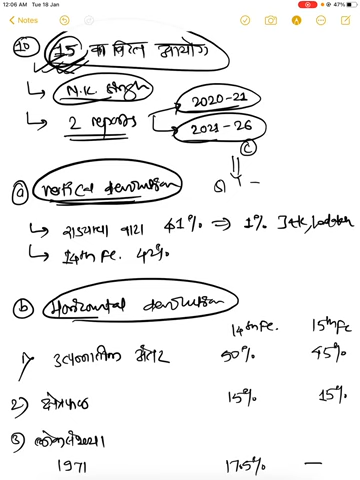 12:06 AM Tue 18 Jan
47%
Notes
10 15 वा वित्त आयोग
↳ N.K. Singh
↳ 2 reports → 2020-21
→ 2021-26
a Vertical devolution
↳ राज्याचा वाटा 41% ⇒ 1% J&K, Ladakh
↳ 14th Fc. 42%
b Horizontal devolution
14th Fc. 15th Fc
1) उत्पन्नातील अंतर 50% 45%
2) क्षेत्रफळ 15% 15%
3) लोकसंख्या
1971 17.5% —